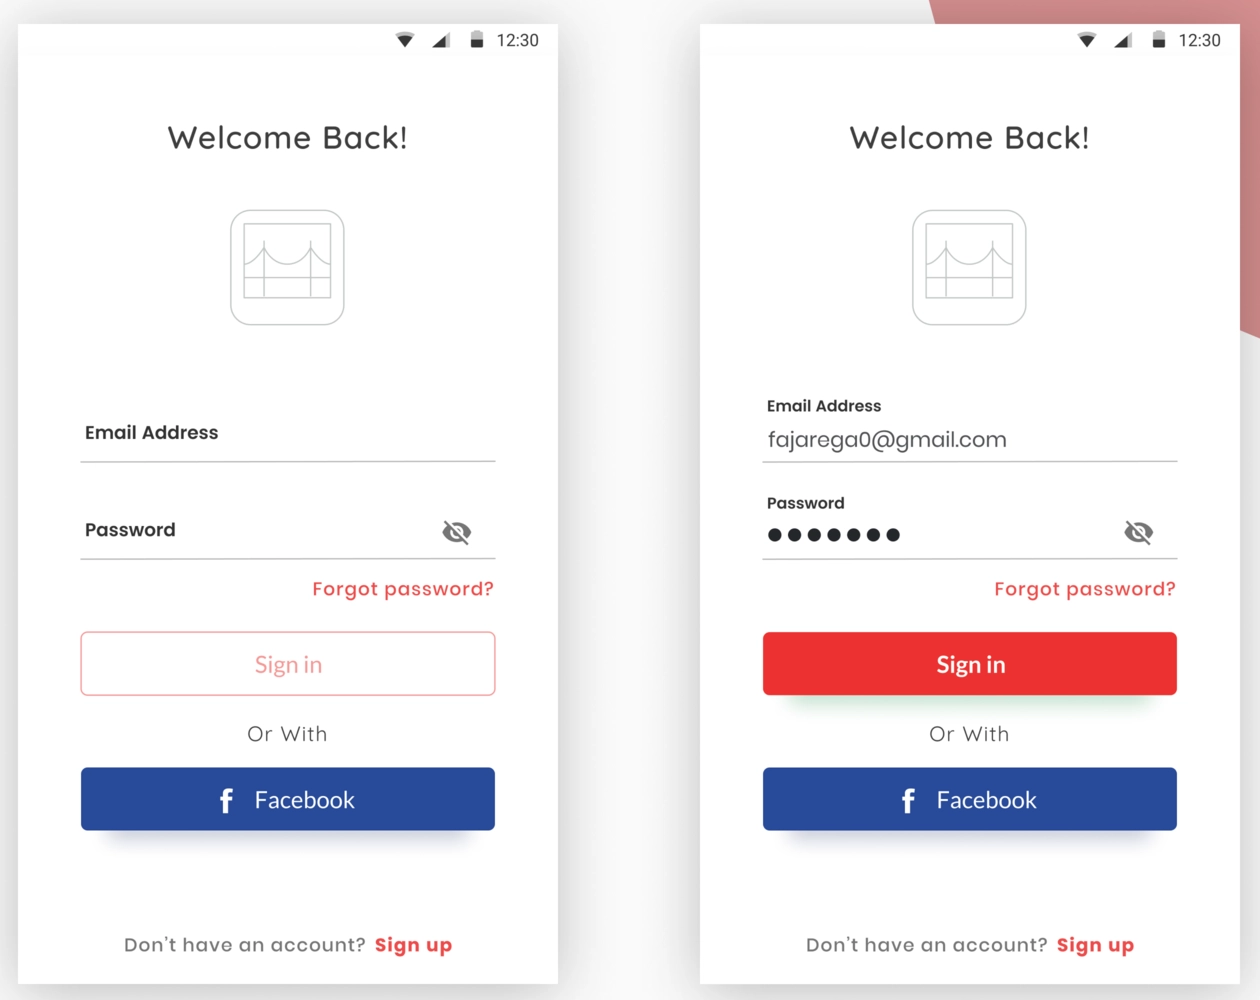 12:30
Welcome Back!
Email Address
Password
Forgot password?
Sign in
Or With
f Facebook
Don't have an account? Sign up
12:30
Welcome Back!
Email Address
fajarega0@gmail.com
Password
Forgot password?
Sign in
Or With
f Facebook
Don't have an account? Sign up